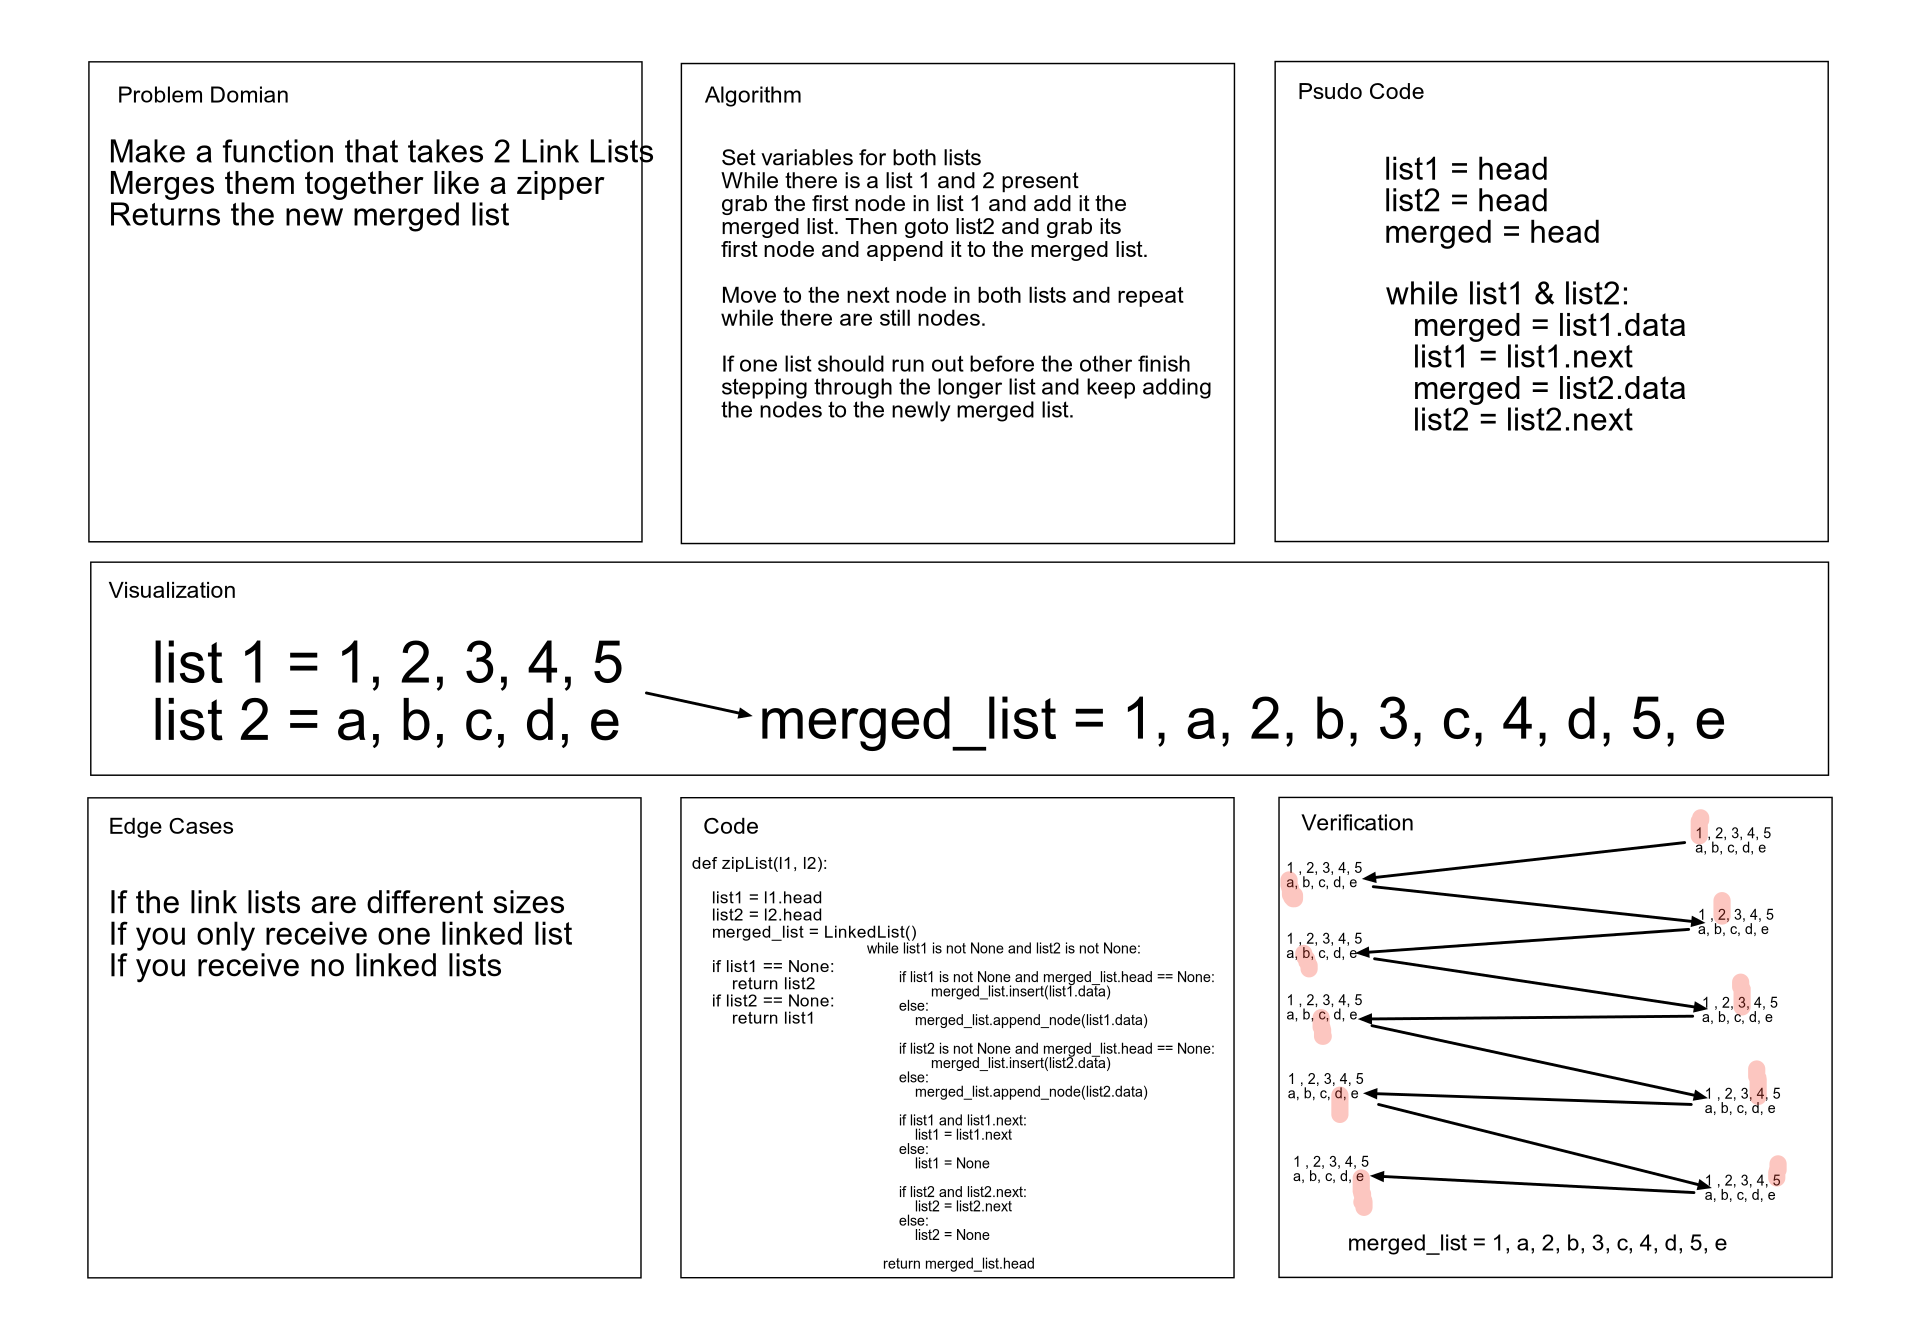 Problem Domian
Make a function that takes 2 Link Lists
Merges them together like a zipper
Returns the new merged list
Algorithm
Set variables for both lists
While there is a list 1 and 2 present
grab the first node in list 1 and add it the
merged list. Then goto list2 and grab its
first node and append it to the merged list.
Move to the next node in both lists and repeat
while there are still nodes.
If one list should run out before the other finish
stepping through the longer list and keep adding
the nodes to the newly merged list.
Psudo Code
list1 = head
list2 = head
merged = head
while list1 & list2:
merged = list1.data
list1 = list1.next
merged = list2.data
list2 = list2.next
Visualization
list 1 = 1, 2, 3, 4, 5
list 2 = a, b, c, d, e
merged_list = 1, a, 2, b, 3, c, 4, d, 5, e
Edge Cases
If the link lists are different sizes
If you only receive one linked list
If you receive no linked lists
Code
def zipList(l1, l2):
list1 = l1.head
list2 = l2.head
merged_list = LinkedList()
if list1 == None:
return list2
if list2 == None:
return list1
while list1 is not None and list2 is not None:
if list1 is not None and merged_list.head == None:
merged_list.insert(list1.data)
else:
merged_list.append_node(list1.data)
if list2 is not None and merged_list.head == None:
merged_list.insert(list2.data)
else:
merged_list.append_node(list2.data)
if list1 and list1.next:
list1 = list1.next
else:
list1 = None
if list2 and list2.next:
list2 = list2.next
else:
list2 = None
return merged_list.head
Verification
1 , 2, 3, 4, 5
a, b, c, d, e
1 , 2, 3, 4, 5
a, b, c, d, e
1 , 2, 3, 4, 5
a, b, c, d, e
1 , 2, 3, 4, 5
a, b, c, d, e
1 , 2, 3, 4, 5
a, b, c, d, e
1 , 2, 3, 4, 5
a, b, c, d, e
1 , 2, 3, 4, 5
a, b, c, d, e
1 , 2, 3, 4, 5
a, b, c, d, e
1 , 2, 3, 4, 5
a, b, c, d, e
1 , 2, 3, 4, 5
a, b, c, d, e
merged_list = 1, a, 2, b, 3, c, 4, d, 5, e